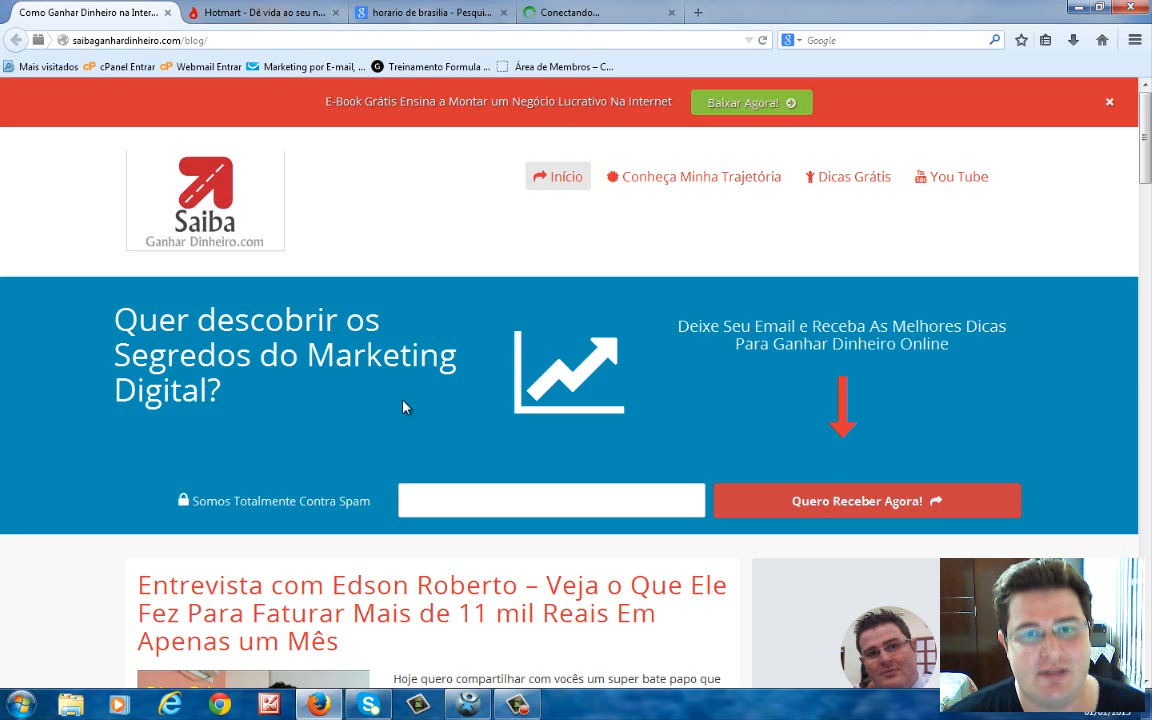 Como Ganhar Dinheiro na Inter...
Hotmart - Dê vida ao seu n...
horario de brasilia - Pesqui...
Conectando...
saibaganhardinheiro.com/blog/
Google
Mais visitados
cPanel Entrar
Webmail Entrar
Marketing por E-mail, ...
Treinamento Formula ...
Área de Membros – C...
E-Book Grátis Ensina a Montar um Negócio Lucrativo Na Internet
Baixar Agora!
Saiba
Ganhar Dinheiro.com
Início
Conheça Minha Trajetória
Dicas Grátis
You Tube
Quer descobrir os
Segredos do Marketing
Digital?
Deixe Seu Email e Receba As Melhores Dicas
Para Ganhar Dinheiro Online
Somos Totalmente Contra Spam
Quero Receber Agora!
Entrevista com Edson Roberto – Veja o Que Ele
Fez Para Faturar Mais de 11 mil Reais Em
Apenas um Mês
Hoje quero compartilhar com vocês um super bate papo que